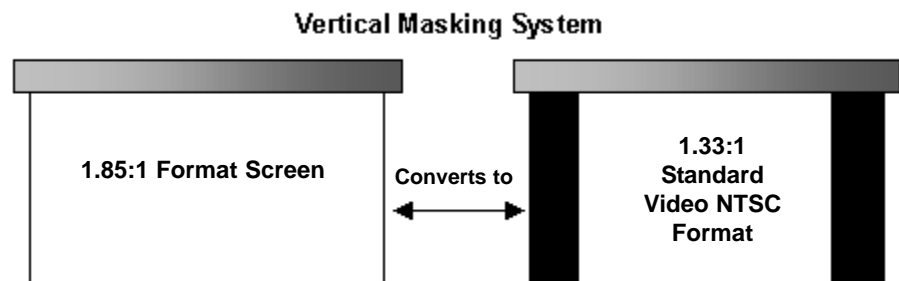 Vertical Masking System
1.85:1 Format Screen
Converts to
1.33:1
Standard
Video NTSC
Format